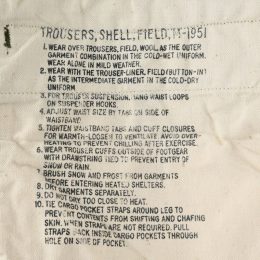 TROUSERS, SHELL, FIELD, M-1951
1. WEAR OVER TROUSERS, FIELD, WOOL, AS THE OUTER
GARMENT COMBINATION IN THE COLD-WET UNIFORM.
WEAR ALONE IN MILD WEATHER.
2. WEAR WITH THE TROUSER-LINER, FIELD (BUTTON-IN)
AS THE INTERMEDIATE GARMENT IN THE COLD-DRY
UNIFORM
3. FOR TROUSER SUSPENSION, HANG WAIST LOOPS
ON SUSPENDER HOOKS.
4. ADJUST WAIST SIZE BY TABS ON SIDE OF
WAISTBAND.
5. TIGHTEN WAISTBAND TABS AND CUFF CLOSURES
FOR WARMTH-LOOSEN TO VENTILATE. AVOID OVER-
HEATING TO PREVENT CHILLING AFTER EXERCISE.
6. WEAR TROUSER CUFFS OUTSIDE OF FOOTGEAR
WITH DRAWSTRING TIED TO PREVENT ENTRY OF
SNOW OR RAIN.
7. BRUSH SNOW AND FROST FROM GARMENTS
BEFORE ENTERING HEATED SHELTERS.
8. DRY GARMENTS SLOWLY.
9. DO NOT DRY TOO CLOSE TO HEAT.
10. TIE CARGO POCKET STRAPS AROUND LEG TO
PREVENT CONTENTS FROM SHIFTING AND CHAFING
SKIN. WHEN STRAPS ARE NOT REQUIRED, PULL
STRAPS BACK INSIDE CARGO POCKETS THROUGH
HOLE ON SIDE OF POCKET.